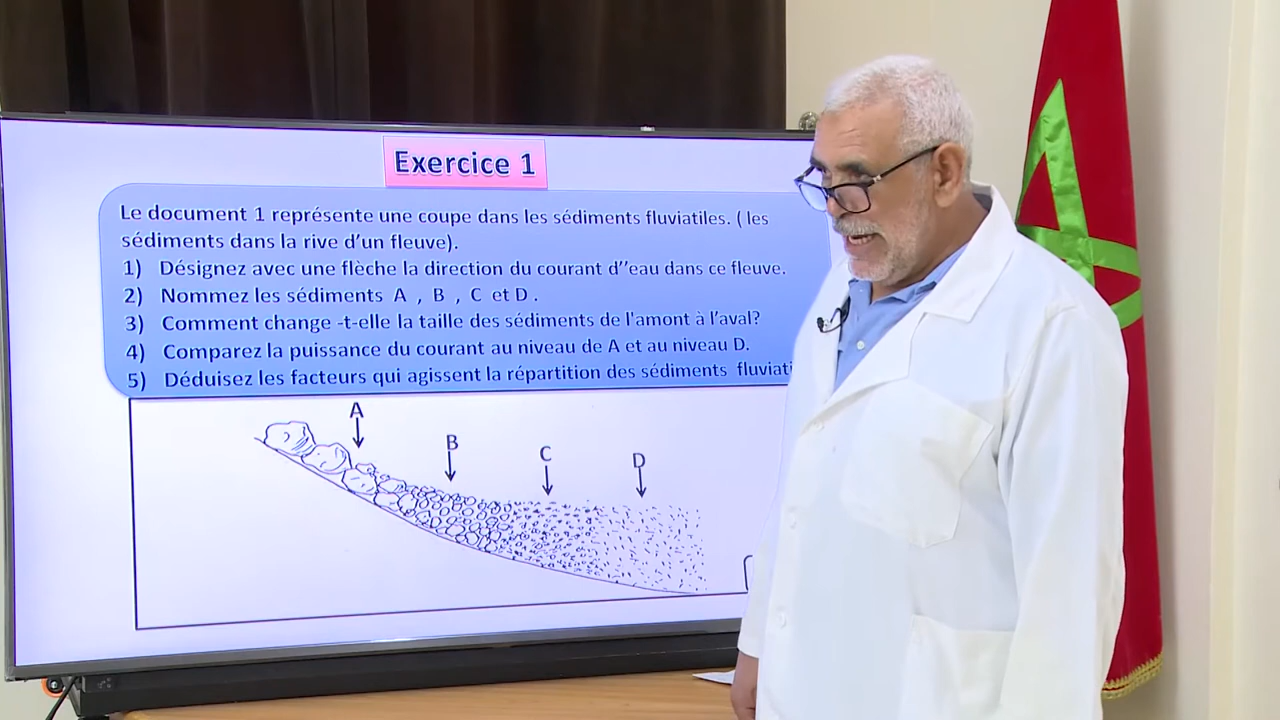 Exercice 1
Le document 1 représente une coupe dans les sédiments fluviatiles. ( les
sédiments dans la rive d'un fleuve).
1) Désignez avec une flèche la direction du courant d''eau dans ce fleuve.
2) Nommez les sédiments A , B , C et D .
3) Comment change -t-elle la taille des sédiments de l'amont à l'aval?
4) Comparez la puissance du courant au niveau de A et au niveau D.
5) Déduisez les facteurs qui agissent la répartition des sédiments
A
B
C
D